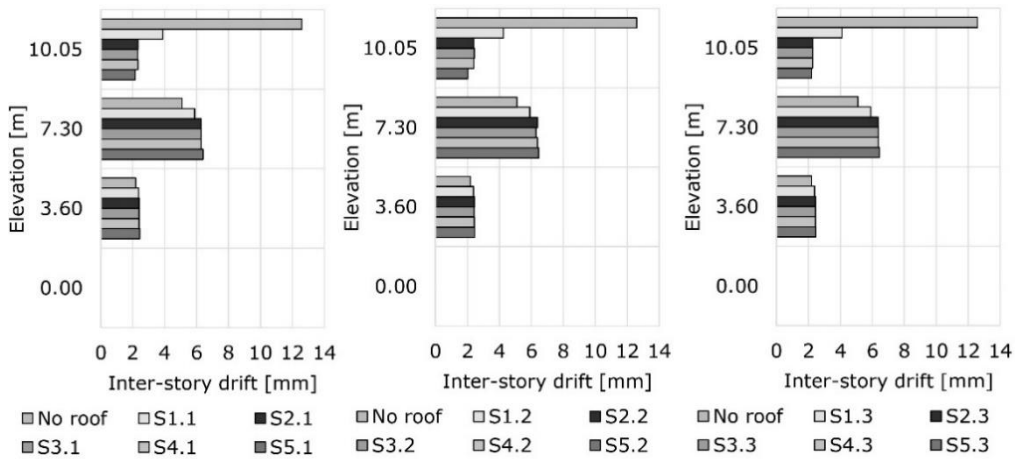 Elevation [m]
10.05
7.30
3.60
0.00
0 2 4 6 8 10 12 14
Inter-story drift [mm]
No roof S1.1 S2.1
S3.1 S4.1 S5.1
Elevation [m]
10.05
7.30
3.60
0.00
0 2 4 6 8 10 12 14
Inter-story drift [mm]
No roof S1.2 S2.2
S3.2 S4.2 S5.2
Elevation [m]
10.05
7.30
3.60
0.00
0 2 4 6 8 10 12 14
Inter-story drift [mm]
No roof S1.3 S2.3
S3.3 S4.3 S5.3